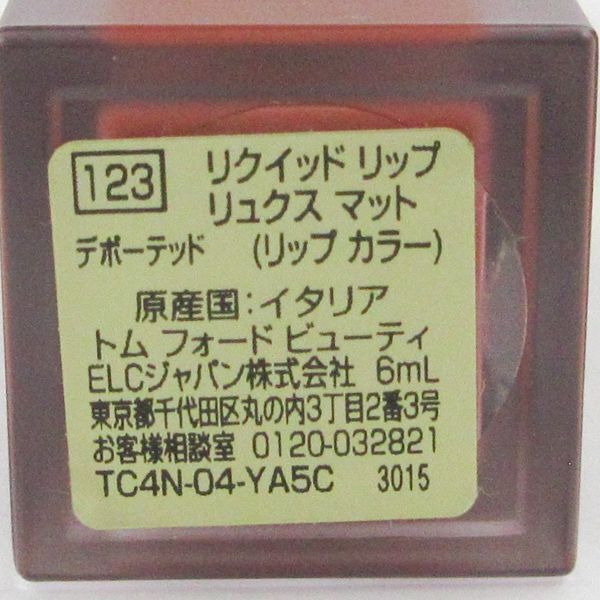 123 リクイッド リップ
リュクス マット
デボーテッド (リップ カラー)
原産国:イタリア
トム フォード ビューティ
ELCジャパン株式会社 6mL
東京都千代田区丸の内3丁目2番3号
お客様相談室 0120-032821
TC4N-04-YA5C 3015